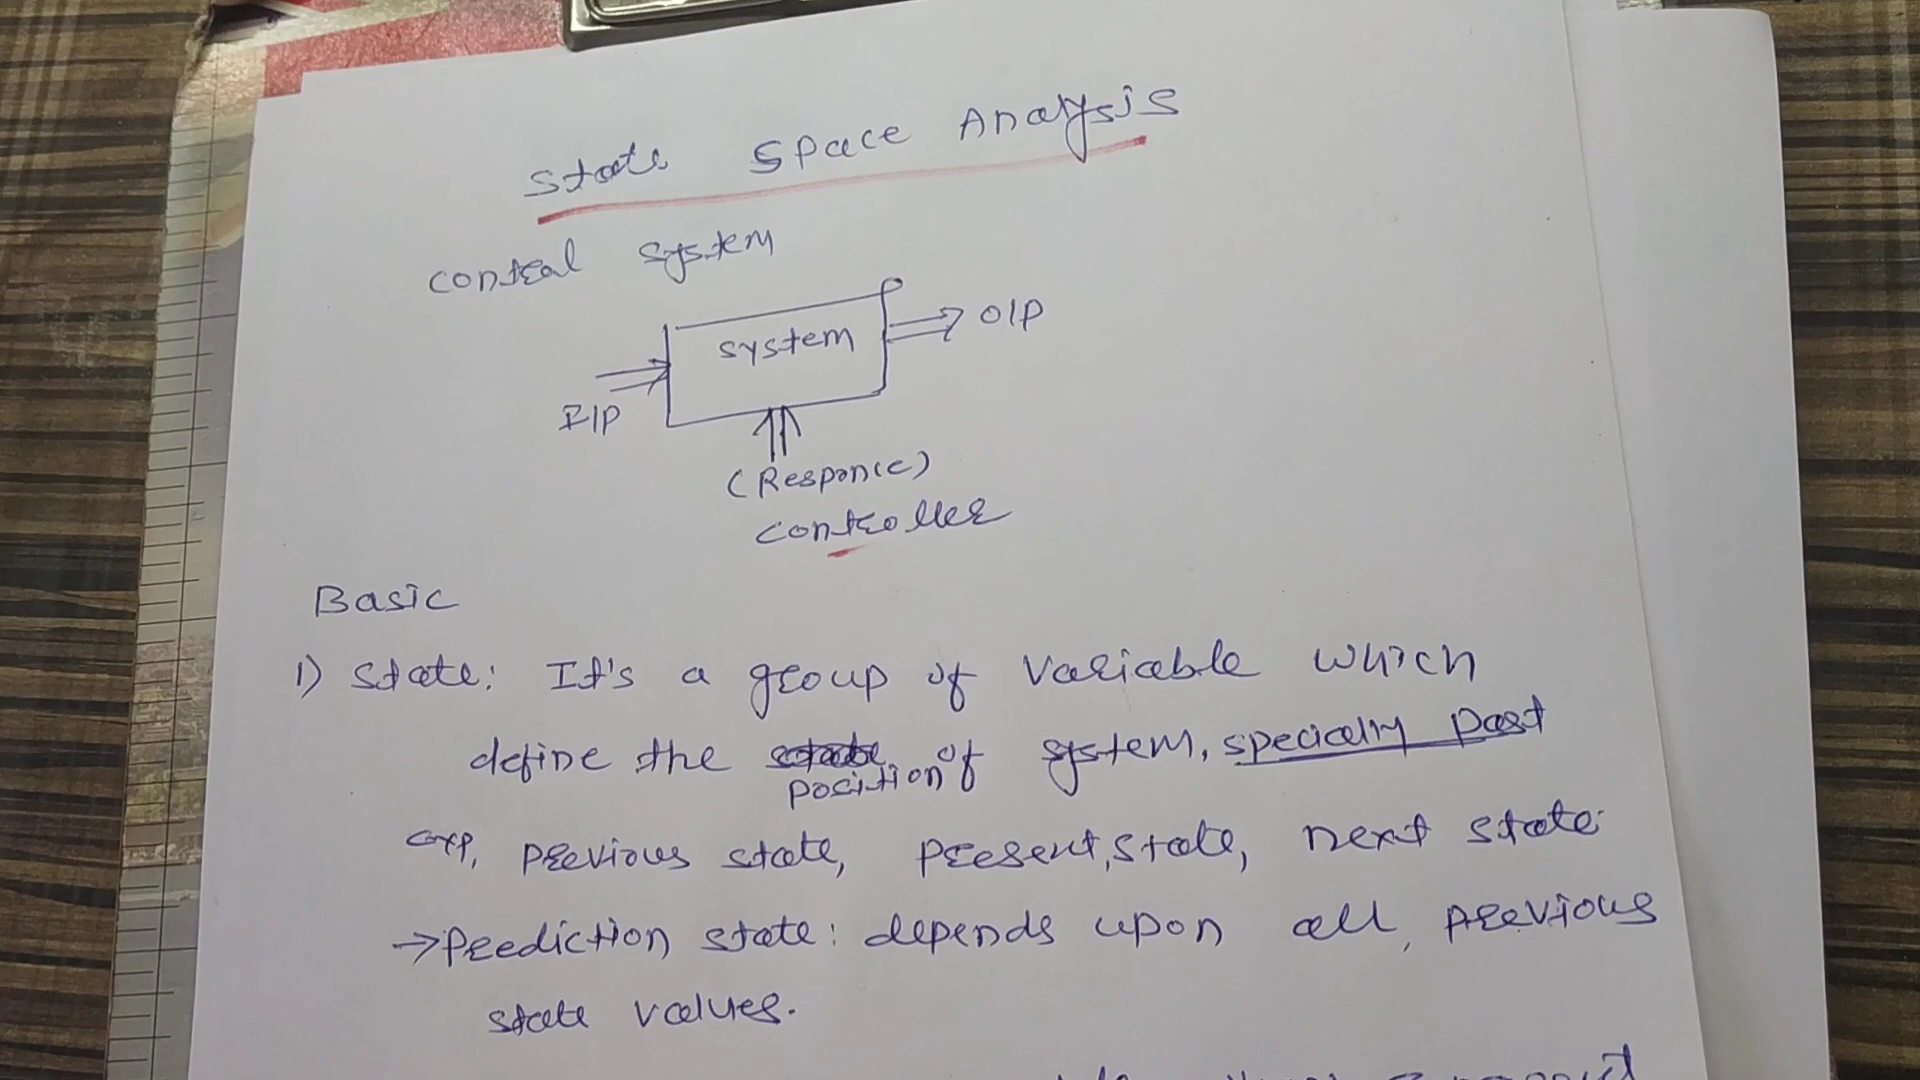 State Space Analysis
control system
system
O/P
I/P
(Responce)
controller
Basic
1) State: It's a group of variable which
define the position of system, specially past
exp, previous state, present, state, next state.
→ Prediction state: depends upon all, previous
state values.